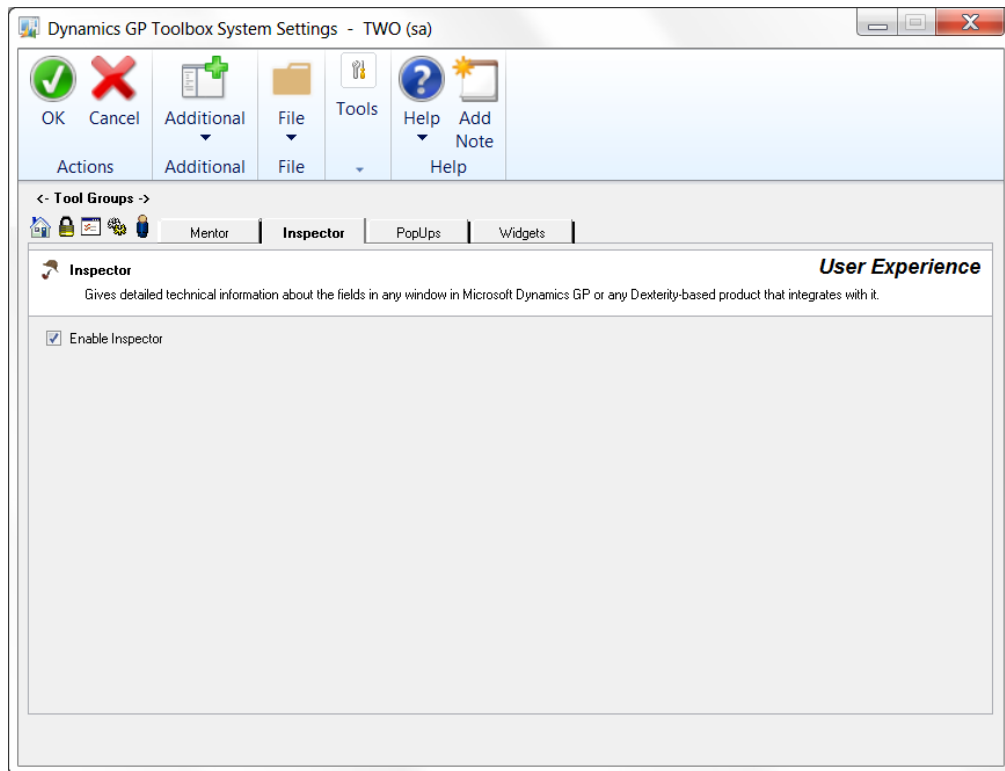 Dynamics GP Toolbox System Settings - TWO (sa)
OK Cancel Additional File Tools Help Add Note
Actions Additional File Help
<- Tool Groups ->
Mentor Inspector PopUps Widgets
Inspector User Experience
Gives detailed technical information about the fields in any window in Microsoft Dynamics GP or any Dexterity-based product that integrates with it.
Enable Inspector